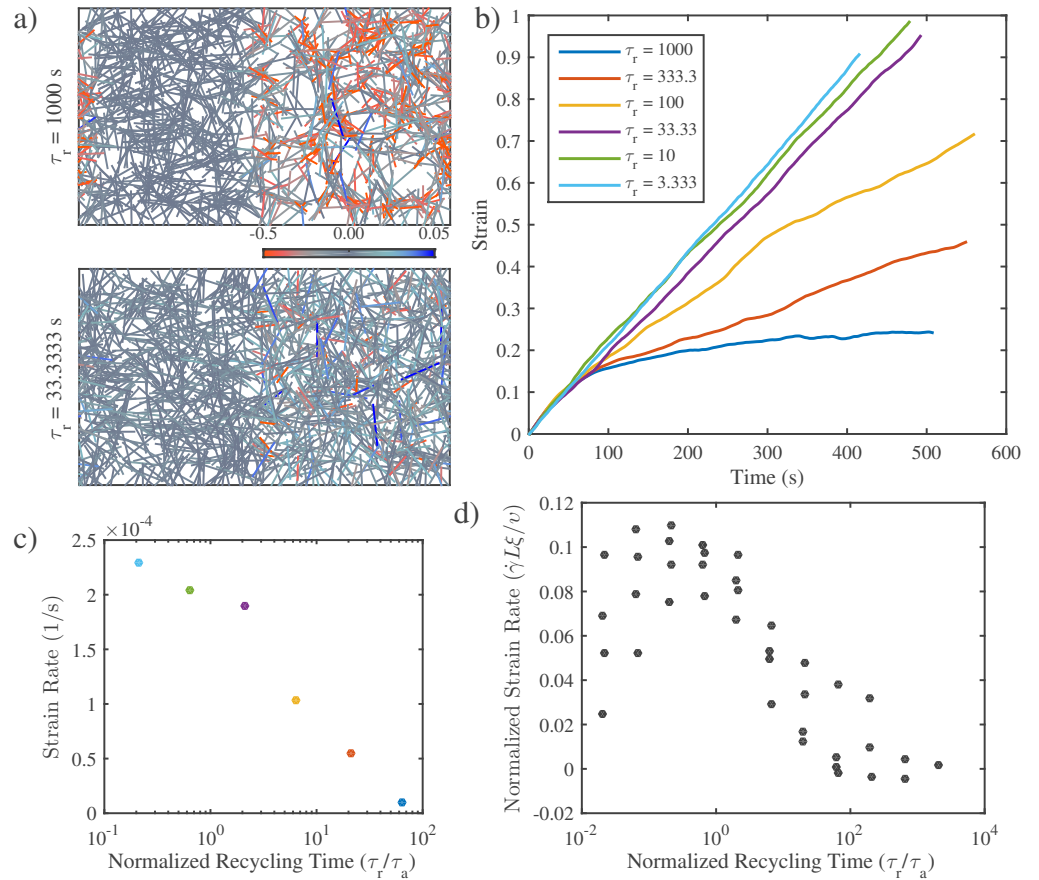 a)
τr = 1000 s
-0.5 0.00 0.05
τr = 33.3333 s
b)
1
0.9
0.8
0.7
0.6
0.5
0.4
0.3
0.2
0.1
0
Strain
τr = 1000
τr = 333.3
τr = 100
τr = 33.33
τr = 10
τr = 3.333
0 100 200 300 400 500 600
Time (s)
c)
×10-4
2.5
2
1.5
1
0.5
0
Strain Rate (1/s)
10-1 100 101 102
Normalized Recycling Time (τr/τa)
d)
0.12
0.1
0.08
0.06
0.04
0.02
0
-0.02
Normalized Strain Rate (γ̇Lξ/υ)
10-2 100 102 104
Normalized Recycling Time (τr/τa)